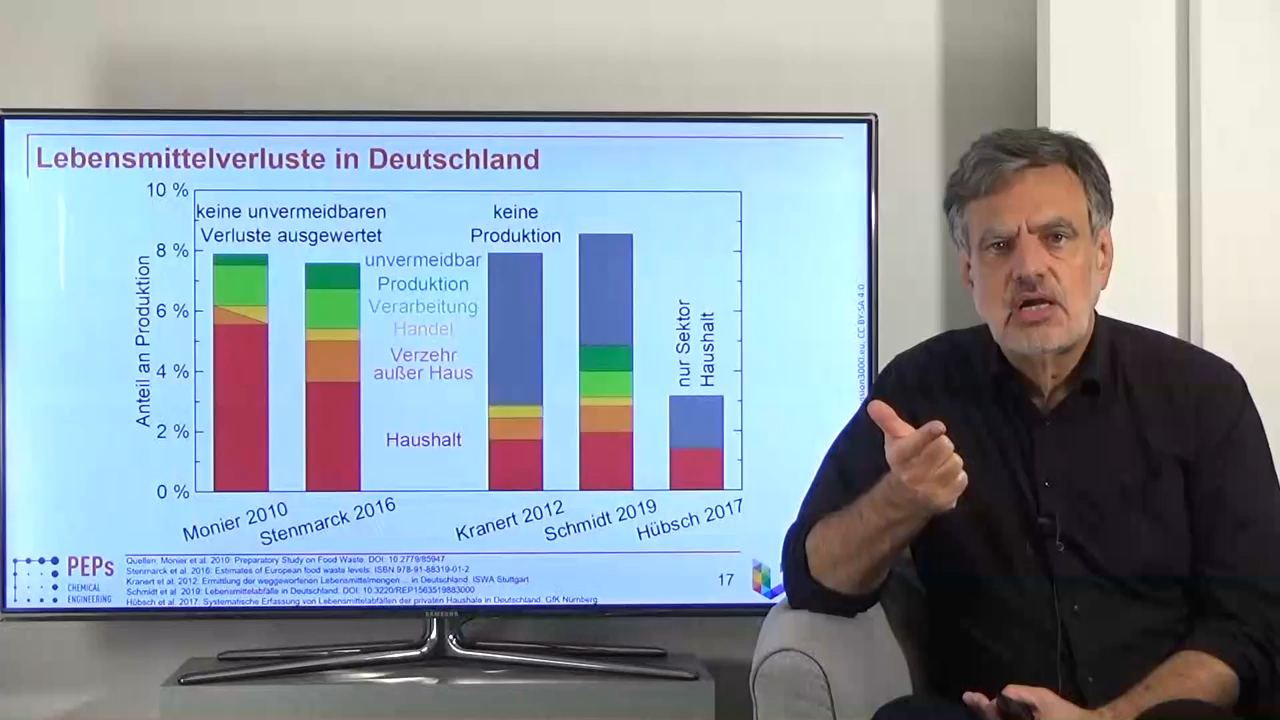 Lebensmittelverluste in Deutschland
10 %
8 %
6 %
4 %
2 %
0 %
Anteil an Produktion
keine unvermeidbaren
Verluste ausgewertet
keine
Produktion
unvermeidbar
Produktion
Verarbeitung
Handel
Verzehr
außer Haus
Haushalt
nur Sektor
Haushalt
Monier 2010
Stenmarck 2016
Kranert 2012
Schmidt 2019
Hübsch 2017
CC BY-SA 4.0
PEPs
CHEMICAL
ENGINEERING
Quellen: Monier et al. 2010: Preparatory Study on Food Waste. DOI: 10.2779/85947
Stenmarck et al. 2016: Estimates of European food waste levels. ISBN 978-91-88319-01-2
Kranert et al. 2012: Ermittlung der weggeworfenen Lebensmittelmengen ... in Deutschland. ISWA Stuttgart
Schmidt et al. 2019: Lebensmittelabfälle in Deutschland. DOI: 10.3220/REP1563519883000
Hübsch et al. 2017: Systematische Erfassung von Lebensmittelabfällen der privaten Haushalte in Deutschland. GfK Nürnberg
17
SAMSUNG